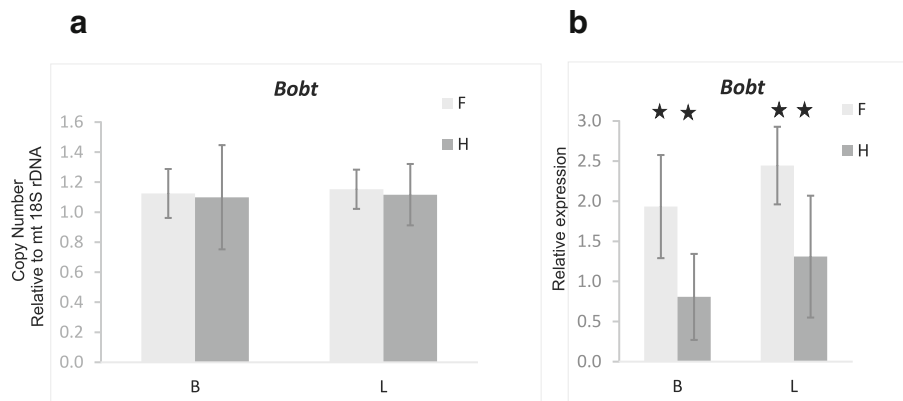 a
Bobt
F
H
Copy Number
Relative to mt 18S rDNA
1.6
1.4
1.2
1.0
0.8
0.6
0.4
0.2
0.0
B L
b
Bobt
★ ★ ★ ★
F
H
Relative expression
3.0
2.5
2.0
1.5
1.0
0.5
0.0
B L